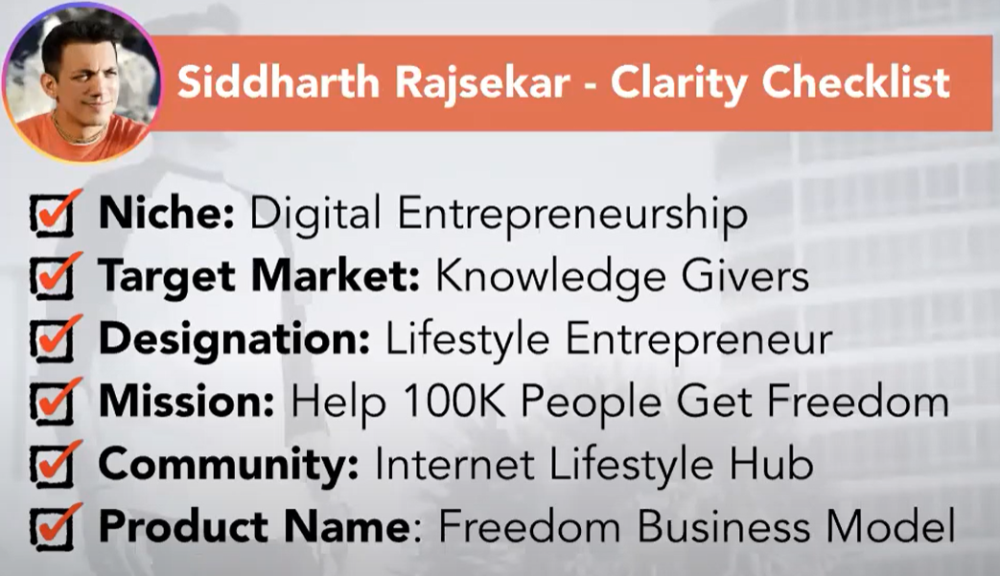 Siddharth Rajsekar - Clarity Checklist
Niche: Digital Entrepreneurship
Target Market: Knowledge Givers
Designation: Lifestyle Entrepreneur
Mission: Help 100K People Get Freedom
Community: Internet Lifestyle Hub
Product Name: Freedom Business Model